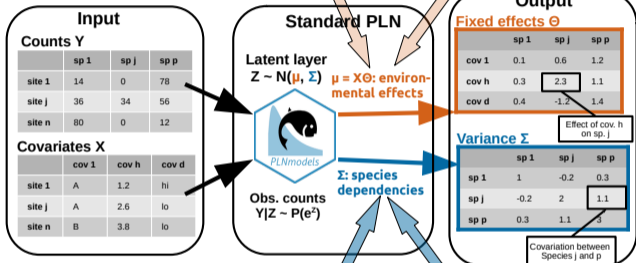 Input
Counts Y
sp 1 sp j sp p
site 1 14 0 78
site j 36 34 56
site n 80 0 12
Covariates X
cov 1 cov h cov d
site 1 A 1.2 hi
site j A 2.6 lo
site n B 3.8 lo
Standard PLN
Latent layer
Z ~ N(μ, Σ)
μ = XΘ: environ-
mental effects
PLNmodels
Σ: species
dependencies
Obs. counts
Y|Z ~ P(e^Z)
Output
Fixed effects Θ
sp 1 sp j sp p
cov 1 0.1 0.6 1.2
cov h 0.3 2.3 1.1
cov d 0.4 -1.2 1.4
Effect of cov. h
on sp. j
Variance Σ
sp 1 sp j sp p
sp 1 1 -0.2 0.3
sp j -0.2 2 1.1
sp p 0.3 1.1 3
Covariation between
Species j and p